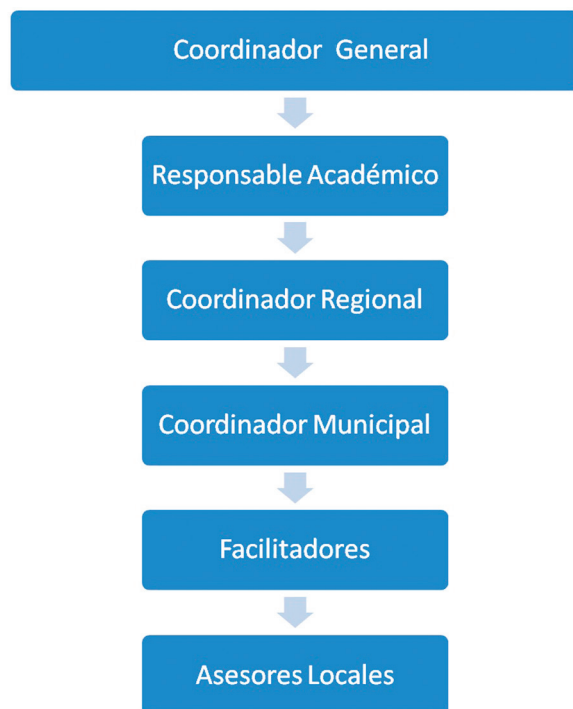 Coordinador General
Responsable Académico
Coordinador Regional
Coordinador Municipal
Facilitadores
Asesores Locales